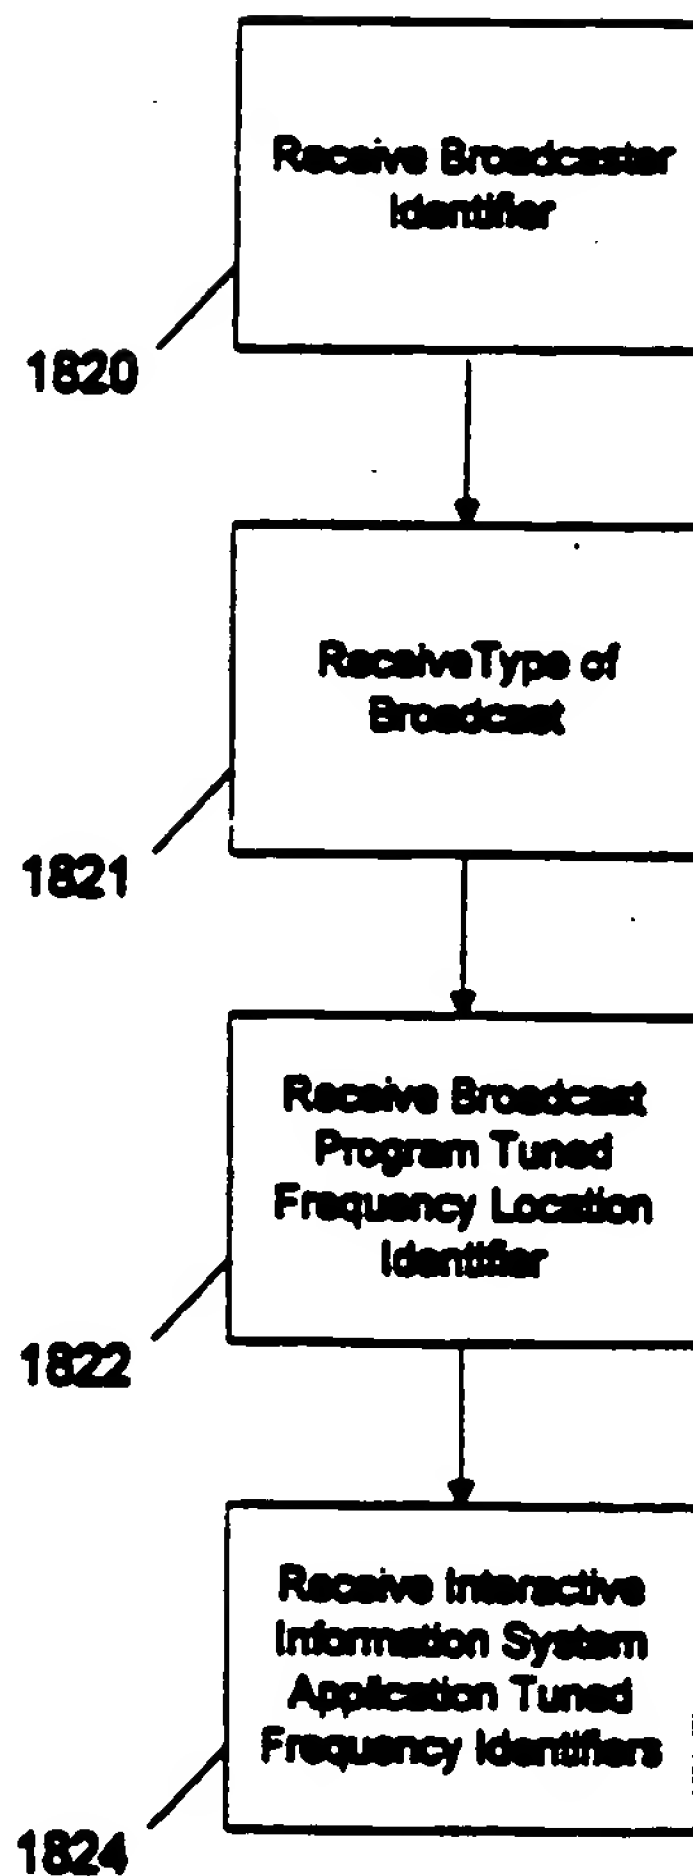 Receive Broadcaster
Identifier
1820
ReceiveType of
Broadcast
1821
Receive Broadcast
Program Tuned
Frequency Location
Identifier
1822
Receive Interactive
Information System
Application Tuned
Frequency Identifiers
1824